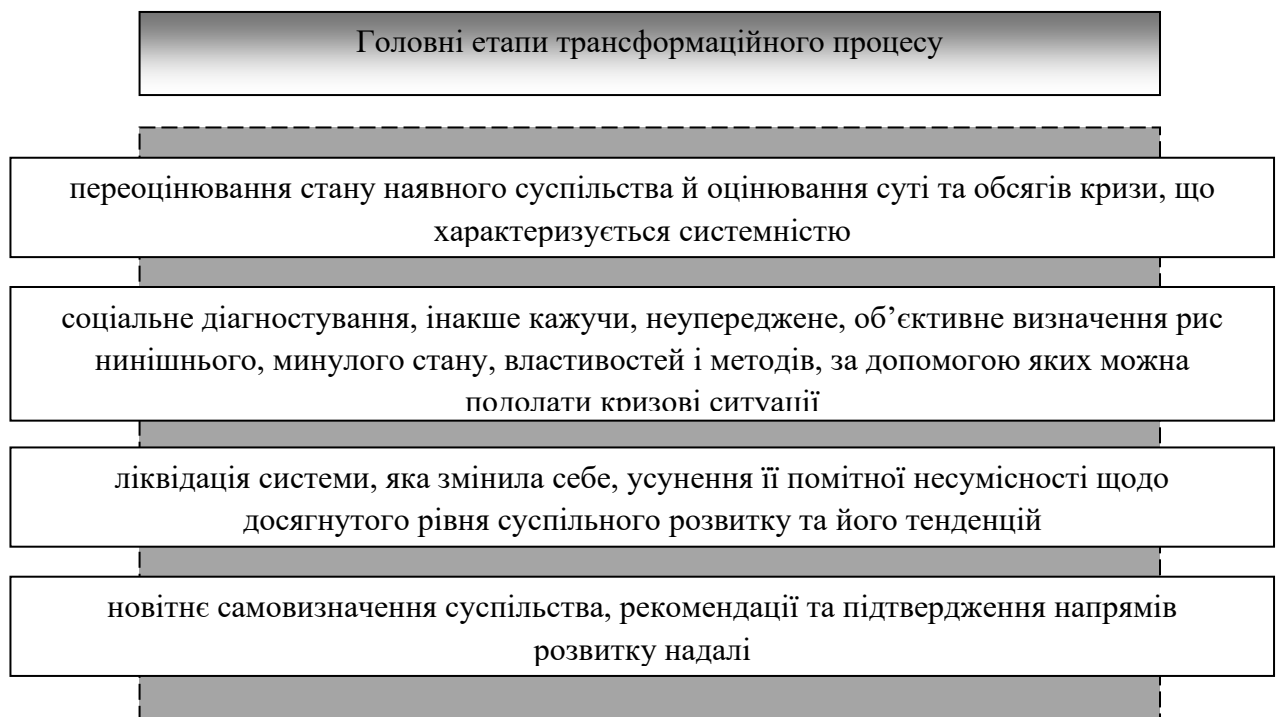 Головні етапи трансформаційного процесу
переоцінювання стану наявного суспільства й оцінювання суті та обсягів кризи, що
характеризується системністю
соціальне діагностування, інакше кажучи, неупереджене, об’єктивне визначення рис
нинішнього, минулого стану, властивостей і методів, за допомогою яких можна
подолати кризові ситуації
ліквідація системи, яка змінила себе, усунення її помітної несумісності щодо
досягнутого рівня суспільного розвитку та його тенденцій
новітнє самовизначення суспільства, рекомендації та підтвердження напрямів
розвитку надалі